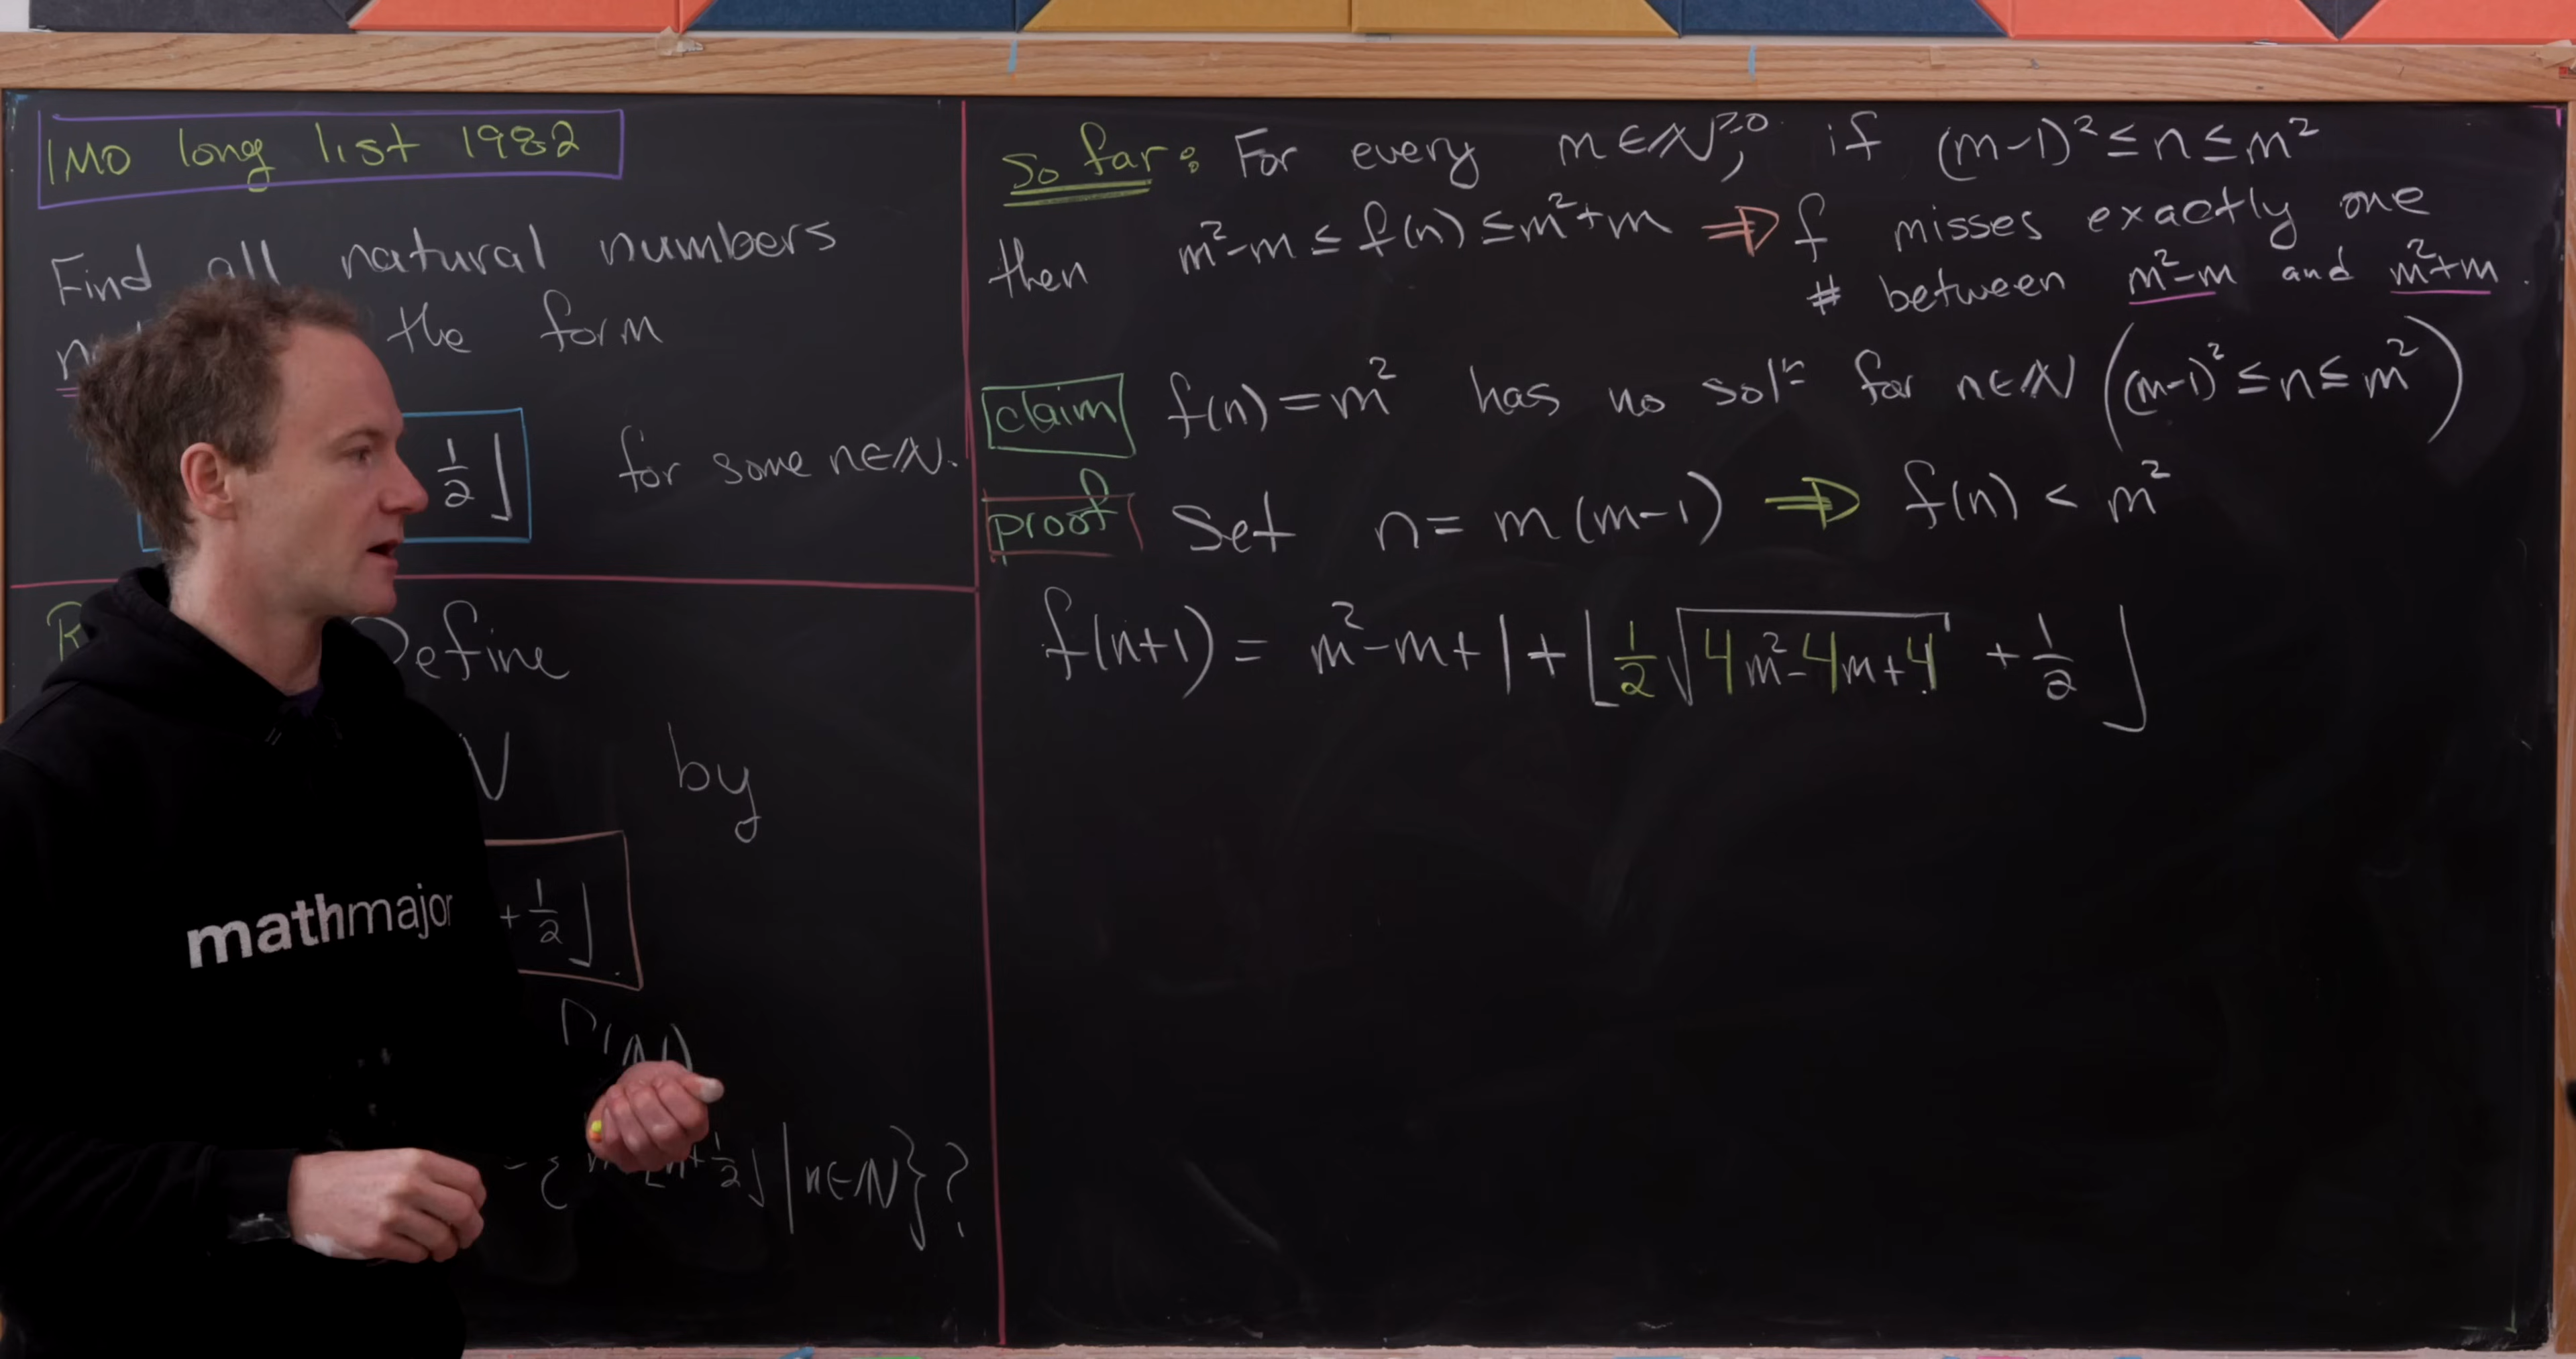 IMO long list 1982
Find all natural numbers
the form
1/2 ⌋ for some n∈ℕ.
Define
by
+ 1/2 ⌋
1/2 ⌋ | n∈ℕ } ?
mathmajor
So far: For every m∈ℕ^≥0, if (m-1)² ≤ n ≤ m²
then m²-m ≤ f(n) ≤ m²+m ⇒ f misses exactly one
# between m²-m and m²+m.
claim f(n) = m² has no solⁿ for n∈ℕ ((m-1)² ≤ n ≤ m²)
proof Set n = m(m-1) ⇒ f(n) < m²
f(n+1) = m²-m+1 + ⌊ 1/2 √(4m²-4m+4) + 1/2 ⌋